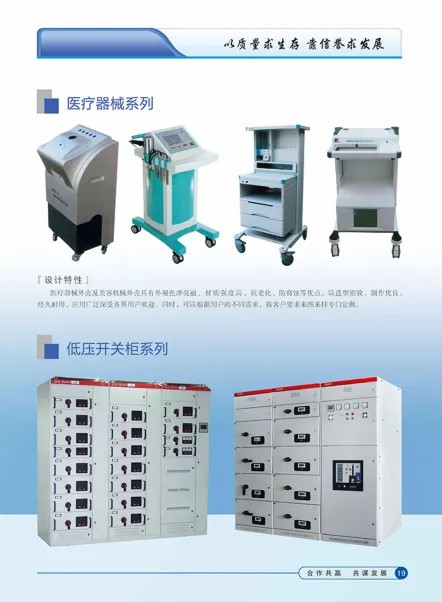 以质量求生存 靠信誉求发展
医疗器械系列
「设计特性」
医疗器械外壳及美容机械外壳具有外观色泽亮丽、材质强度高、抗老化、防腐蚀等优点。以造型别致、制作优良、
经久耐用、应用广泛深受各界用户欢迎。同时，可以根据用户的不同需求，按客户要求来图来样专门定做。
低压开关柜系列
合作共赢 共谋发展
19